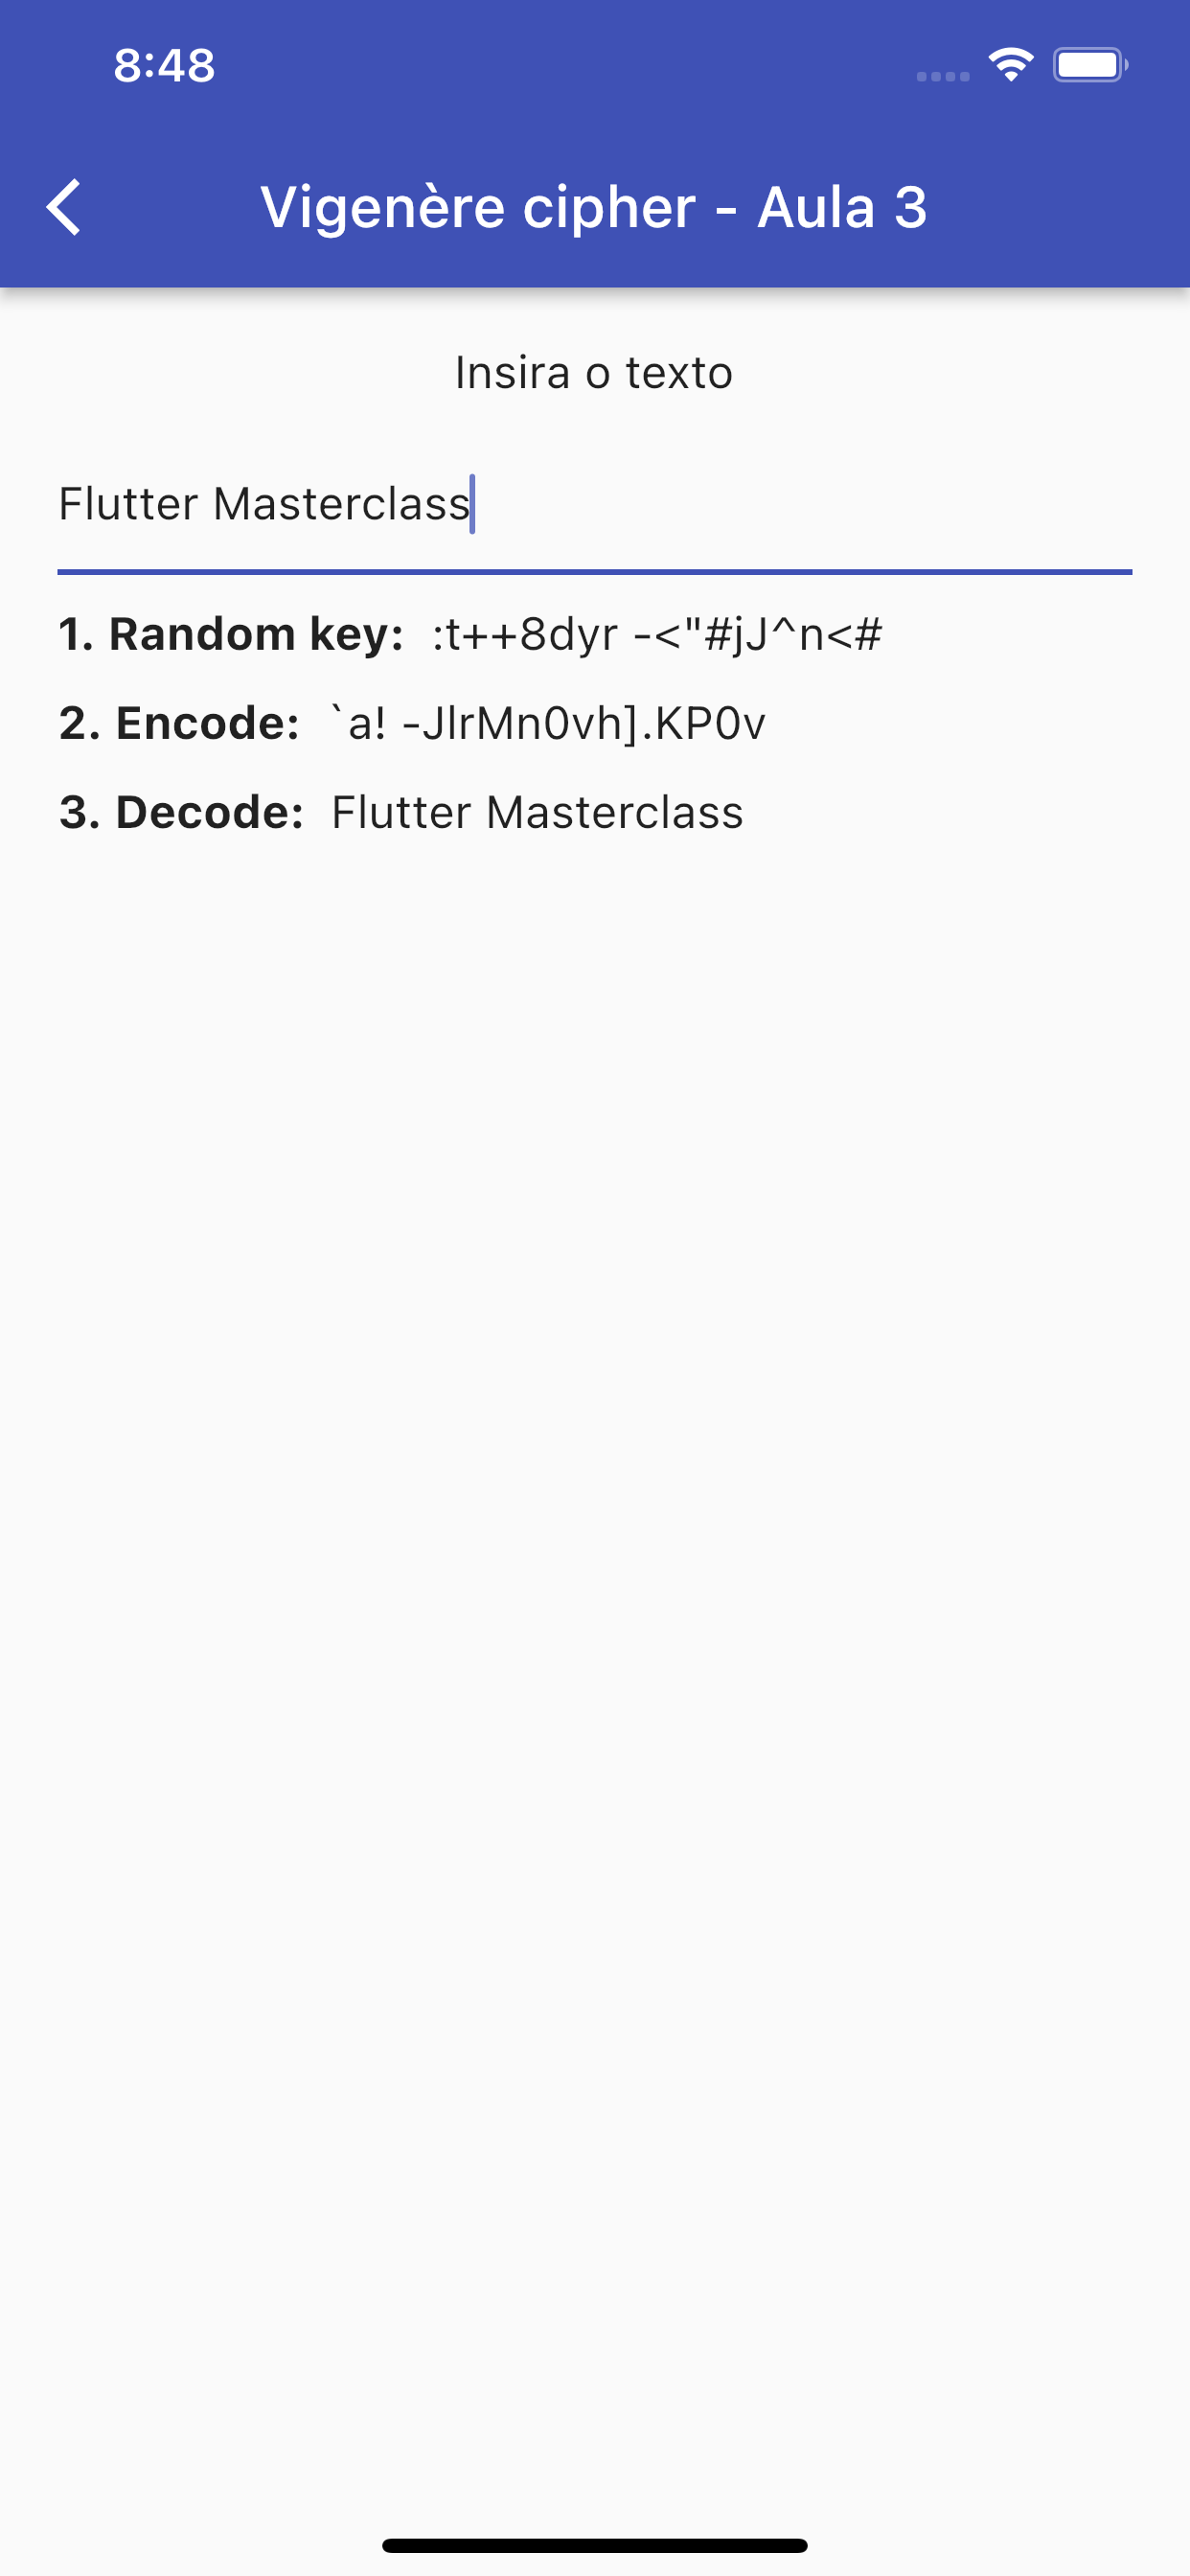 8:48
Vigenère cipher - Aula 3
Insira o texto
Flutter Masterclass
1. Random key: :t++8dyr -<"#jJ^n<#
2. Encode: `a! -JlrMn0vh].KP0v
3. Decode: Flutter Masterclass